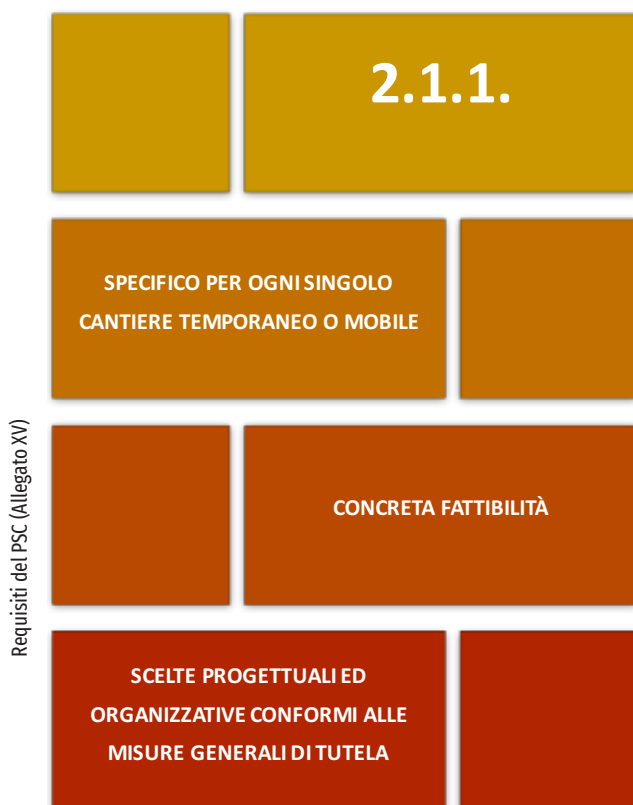 2.1.1.
SPECIFICO PER OGNI SINGOLO
CANTIERE TEMPORANEO O MOBILE
CONCRETA FATTIBILITÀ
SCELTE PROGETTUALI ED
ORGANIZZATIVE CONFORMI ALLE
MISURE GENERALI DI TUTELA
Requisiti del PSC (Allegato XV)